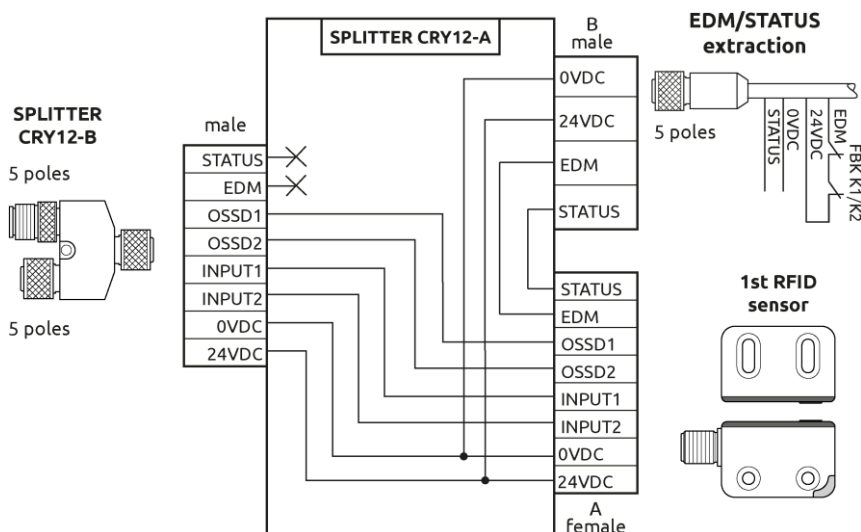 SPLITTER CRY12-A
B
male
EDM/STATUS
extraction
0VDC
24VDC
EDM
STATUS
5 poles
STATUS
0VDC
24VDC
EDM
FBK K1/K2
SPLITTER
CRY12-B
5 poles
5 poles
male
STATUS
EDM
OSSD1
OSSD2
INPUT1
INPUT2
0VDC
24VDC
STATUS
EDM
OSSD1
OSSD2
INPUT1
INPUT2
0VDC
24VDC
A
female
1st RFID
sensor